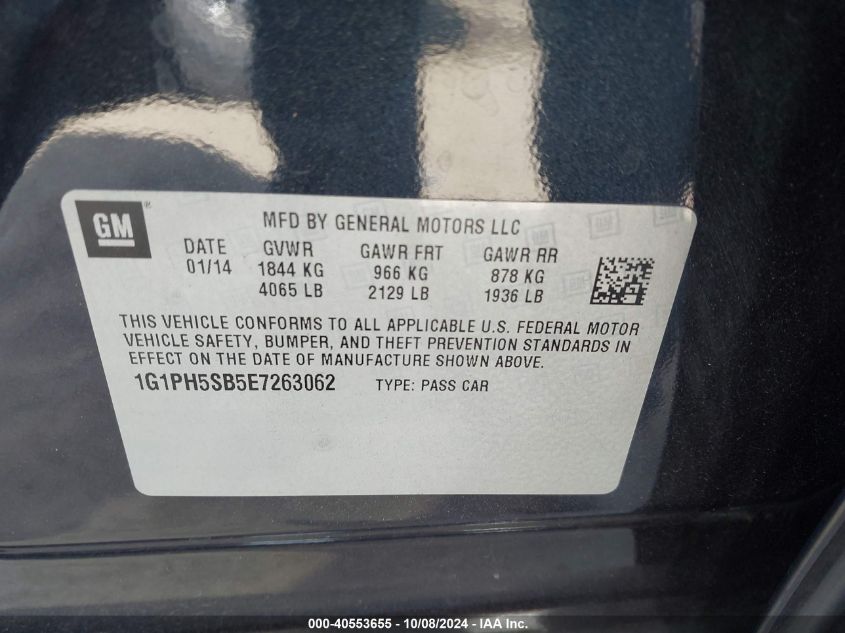 GM ®
MFD BY GENERAL MOTORS LLC
DATE GVWR GAWR FRT GAWR RR
01/14 1844 KG 966 KG 878 KG
4065 LB 2129 LB 1936 LB
THIS VEHICLE CONFORMS TO ALL APPLICABLE U.S. FEDERAL MOTOR
VEHICLE SAFETY, BUMPER, AND THEFT PREVENTION STANDARDS IN
EFFECT ON THE DATE OF MANUFACTURE SHOWN ABOVE.
1G1PH5SB5E7263062 TYPE: PASS CAR
000-40553655 - 10/08/2024 - IAA Inc.